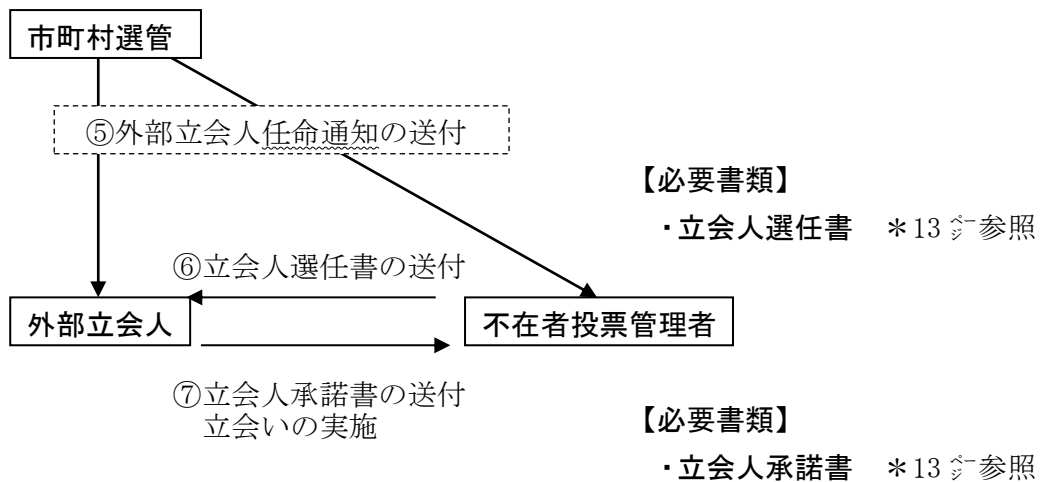 市町村選管
⑤外部立会人任命通知の送付
【必要書類】
・立会人選任書　＊13㌻参照
⑥立会人選任書の送付
外部立会人
不在者投票管理者
⑦立会人承諾書の送付
立会いの実施
【必要書類】
・立会人承諾書　＊13㌻参照